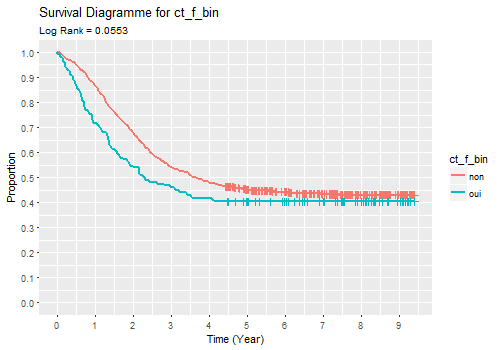 Survival Diagramme for ct_f_bin
Log Rank = 0.0553
1.0
0.9
0.8
0.7
0.6
0.5
0.4
0.3
0.2
0.1
0.0
Proportion
0 1 2 3 4 5 6 7 8 9
Time (Year)
ct_f_bin
non
oui